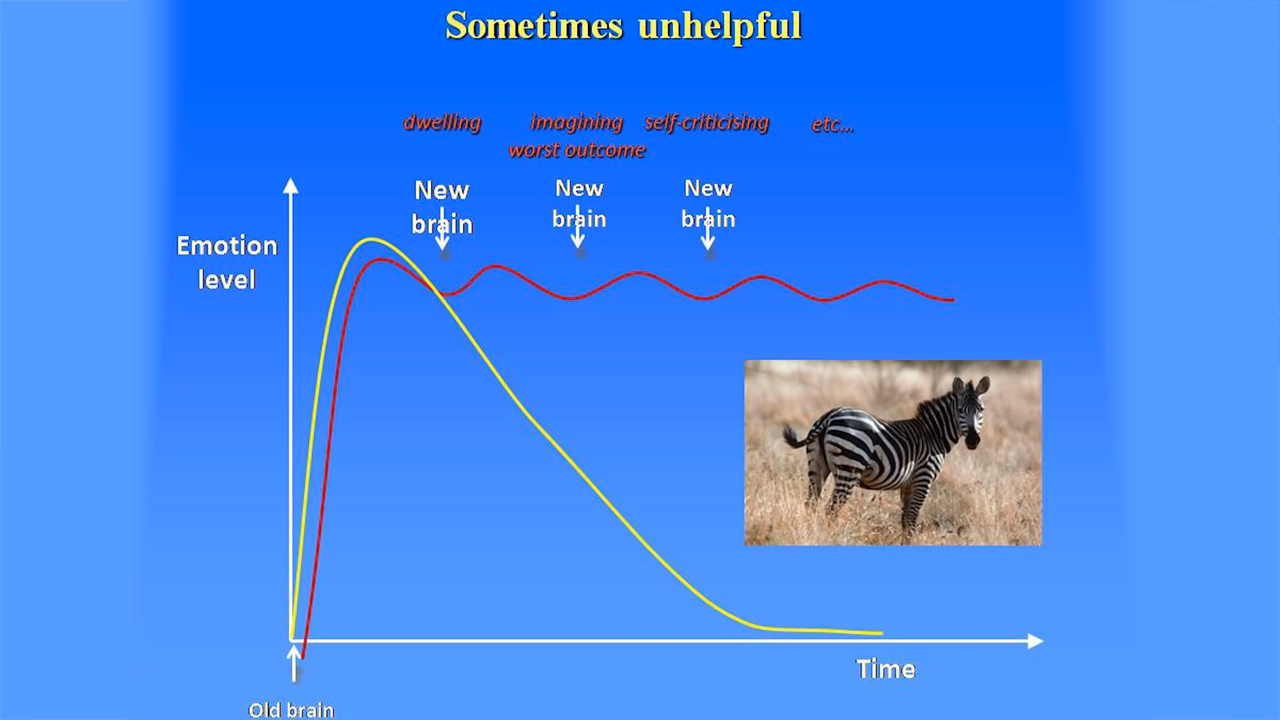 Sometimes unhelpful
dwelling
imagining
worst outcome
self-criticising
etc...
New
brain
New
brain
New
brain
Emotion
level
Time
Old brain